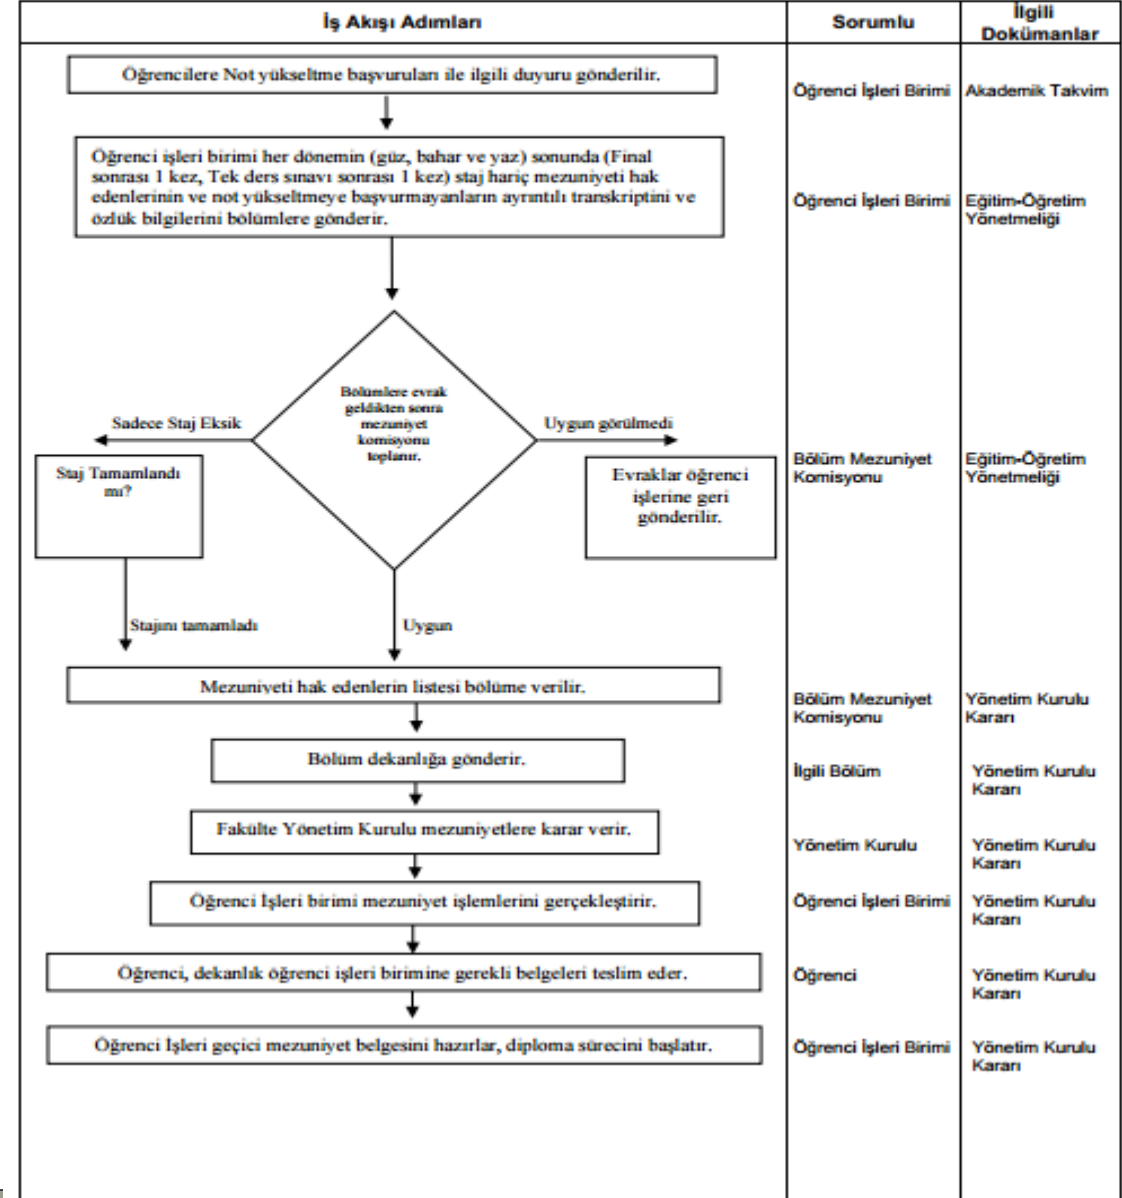 İş Akışı Adımları
Sorumlu
İlgili
Dokümanlar
Öğrencilere Not yükseltme başvuruları ile ilgili duyuru gönderilir.
Öğrenci İşleri Birimi
Akademik Takvim
Öğrenci işleri birimi her dönemin (güz, bahar ve yaz) sonunda (Final
sonrası 1 kez, Tek ders sınavı sonrası 1 kez) staj hariç mezuniyeti hak
edenlerinin ve not yükseltmeye başvurmayanların ayrıntılı transkriptini ve
özlük bilgilerini bölümlere gönderir.
Öğrenci İşleri Birimi
Eğitim-Öğretim
Yönetmeliği
Bölümlere evrak
geldikten sonra
mezuniyet
komisyonu
toplanır.
Sadece Staj Eksik
Uygun görülmedi
Staj Tamamlandı
mı?
Evraklar öğrenci
işlerine geri
gönderilir.
Bölüm Mezuniyet
Komisyonu
Eğitim-Öğretim
Yönetmeliği
Stajını tamamladı
Uygun
Mezuniyeti hak edenlerin listesi bölüme verilir.
Bölüm Mezuniyet
Komisyonu
Yönetim Kurulu
Kararı
Bölüm dekanlığa gönderir.
İlgili Bölüm
Yönetim Kurulu
Kararı
Fakülte Yönetim Kurulu mezuniyetlere karar verir.
Yönetim Kurulu
Yönetim Kurulu
Kararı
Öğrenci İşleri birimi mezuniyet işlemlerini gerçekleştirir.
Öğrenci İşleri Birimi
Yönetim Kurulu
Kararı
Öğrenci, dekanlık öğrenci işleri birimine gerekli belgeleri teslim eder.
Öğrenci
Yönetim Kurulu
Kararı
Öğrenci İşleri geçici mezuniyet belgesini hazırlar, diploma sürecini başlatır.
Öğrenci İşleri Birimi
Yönetim Kurulu
Kararı